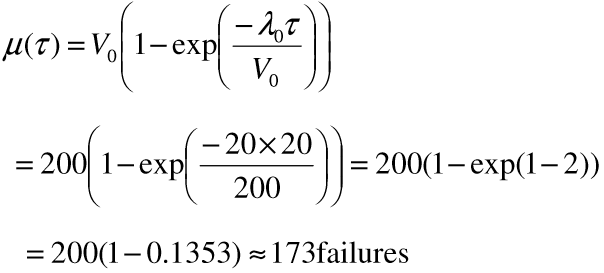 μ(τ) = V₀(1 − exp(−λ₀τ / V₀))
= 200(1 − exp(−20×20 / 200)) = 200(1 − exp(1 − 2))
= 200(1 − 0.1353) ≈ 173failures